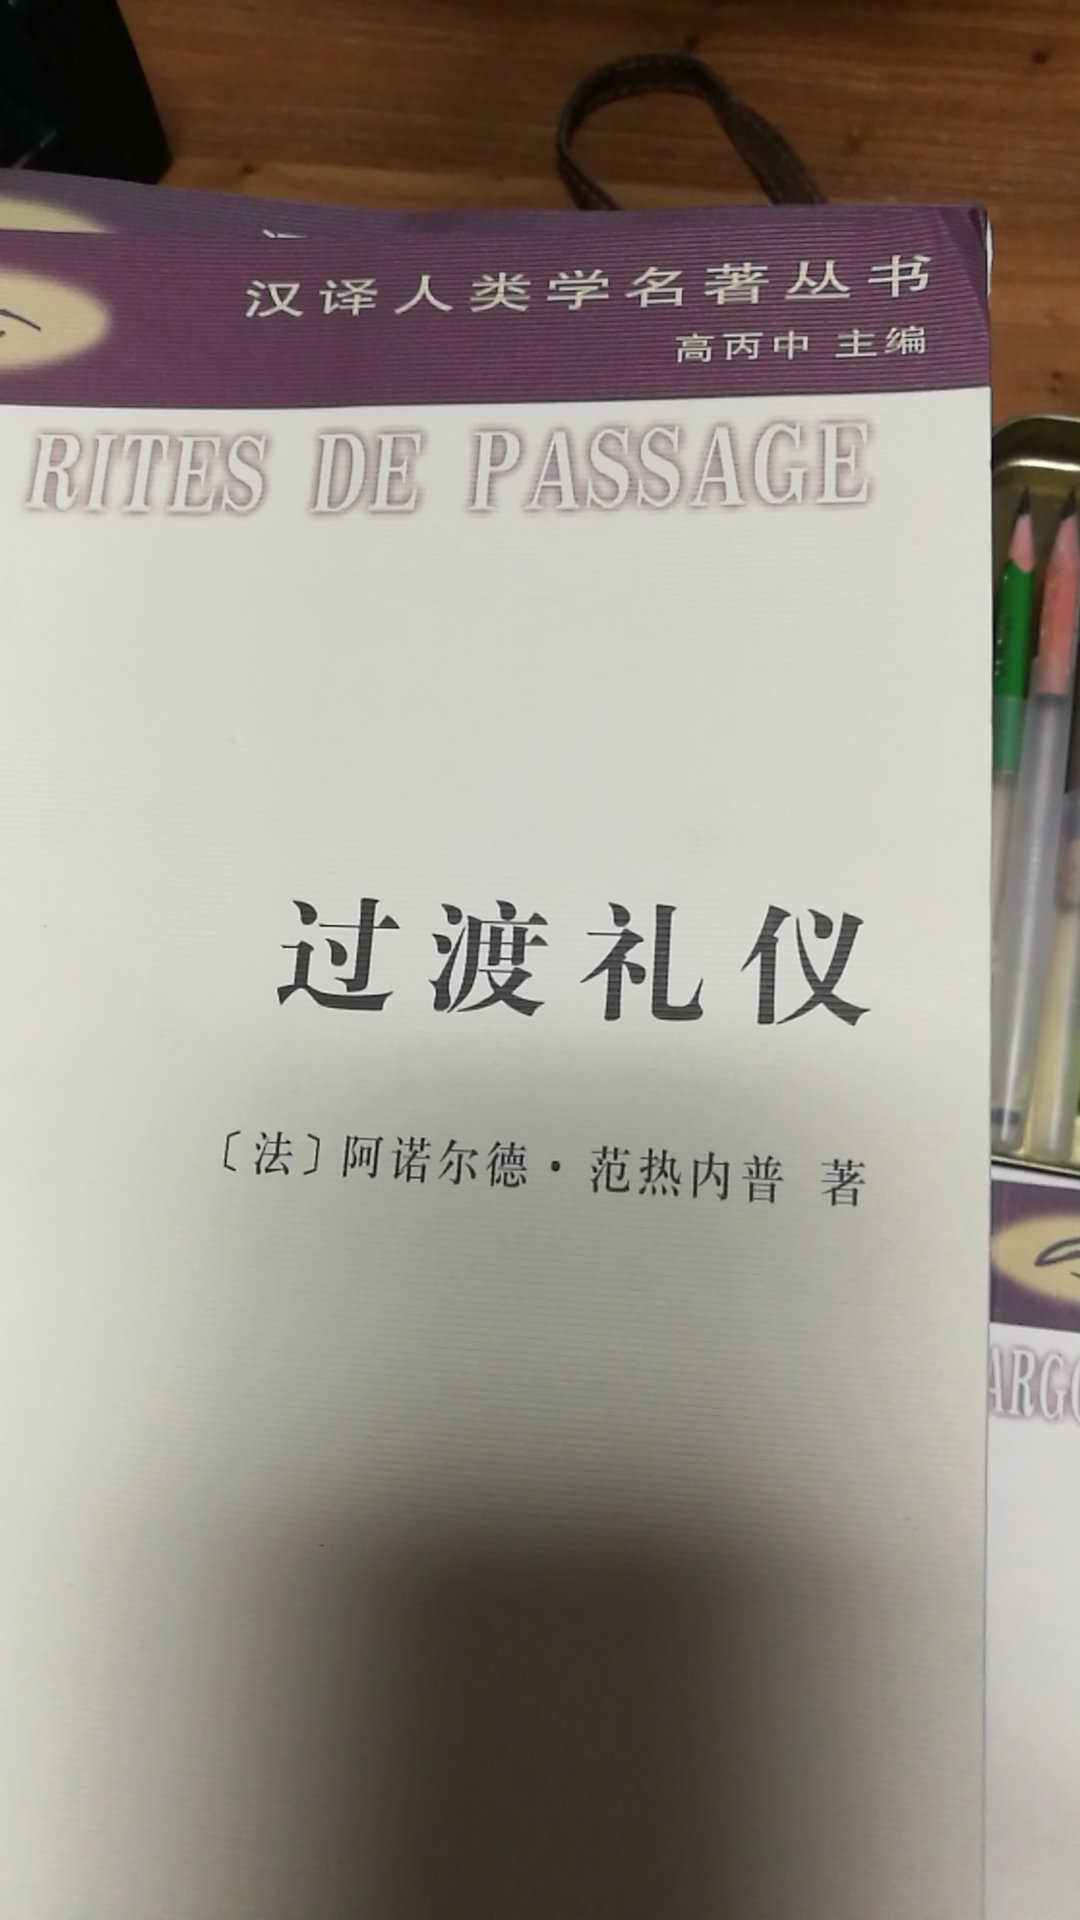 汉译人类学名著丛书
高丙中 主编
RITES DE PASSAGE
过渡礼仪
〔法〕阿诺尔德·范热内普 著
ARGO